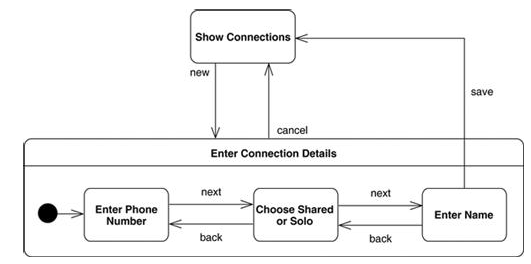 Show Connections
new
save
cancel
Enter Connection Details
next
next
Enter Phone
Number
Choose Shared
or Solo
Enter Name
back
back